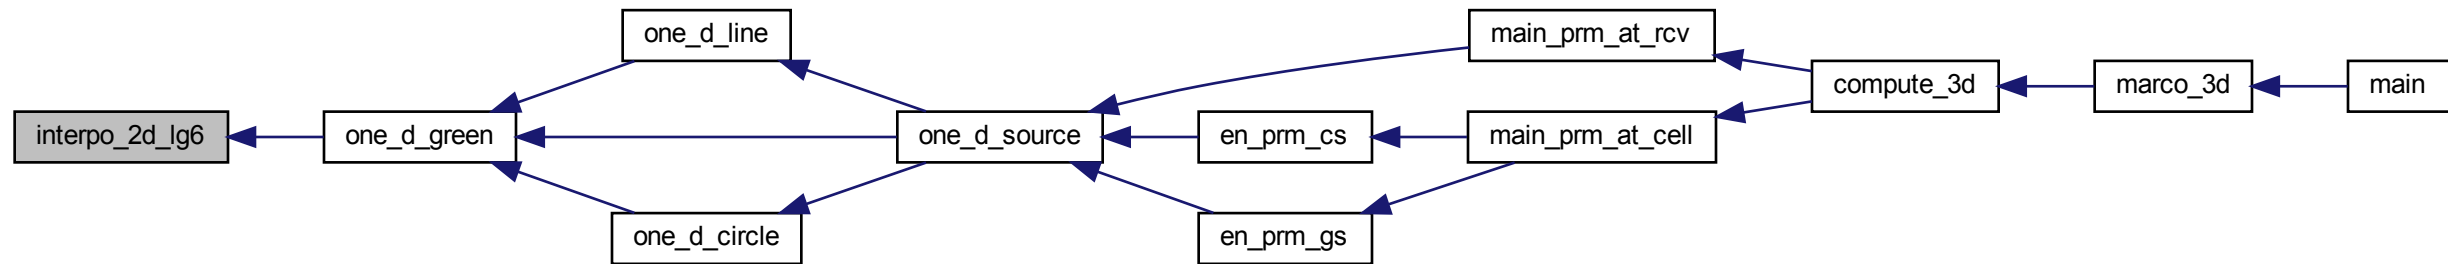 interpo_2d_lg6
one_d_green
one_d_line
one_d_circle
one_d_source
main_prm_at_rcv
en_prm_cs
en_prm_gs
main_prm_at_cell
compute_3d
marco_3d
main